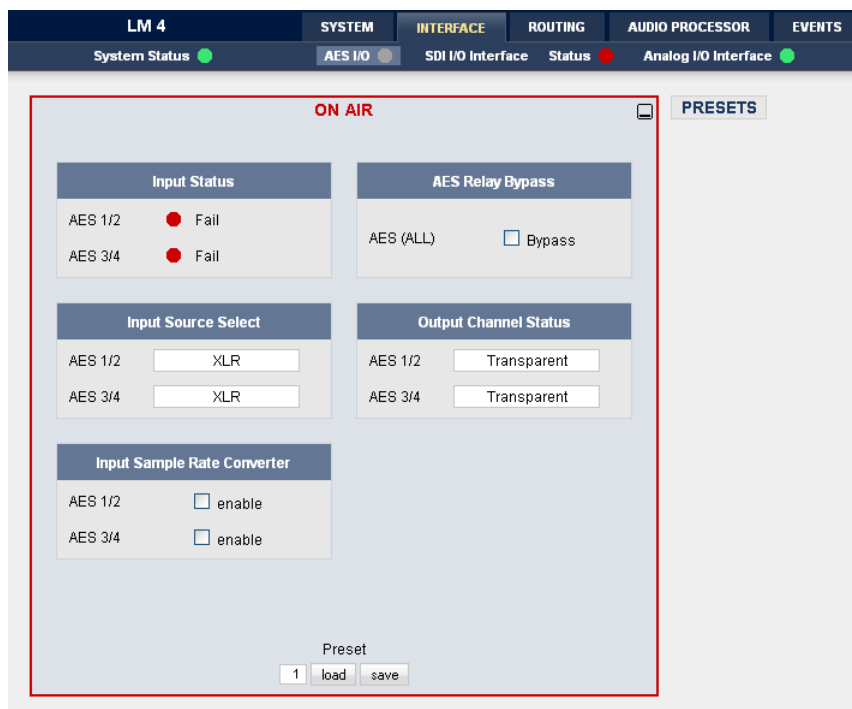 LM 4 SYSTEM INTERFACE ROUTING AUDIO PROCESSOR EVENTS
System Status AES I/O SDI I/O Interface Status Analog I/O Interface
ON AIR
PRESETS
Input Status
AES 1/2 Fail
AES 3/4 Fail
AES Relay Bypass
AES (ALL) Bypass
Input Source Select
AES 1/2 XLR
AES 3/4 XLR
Output Channel Status
AES 1/2 Transparent
AES 3/4 Transparent
Input Sample Rate Converter
AES 1/2 enable
AES 3/4 enable
Preset
1 load save